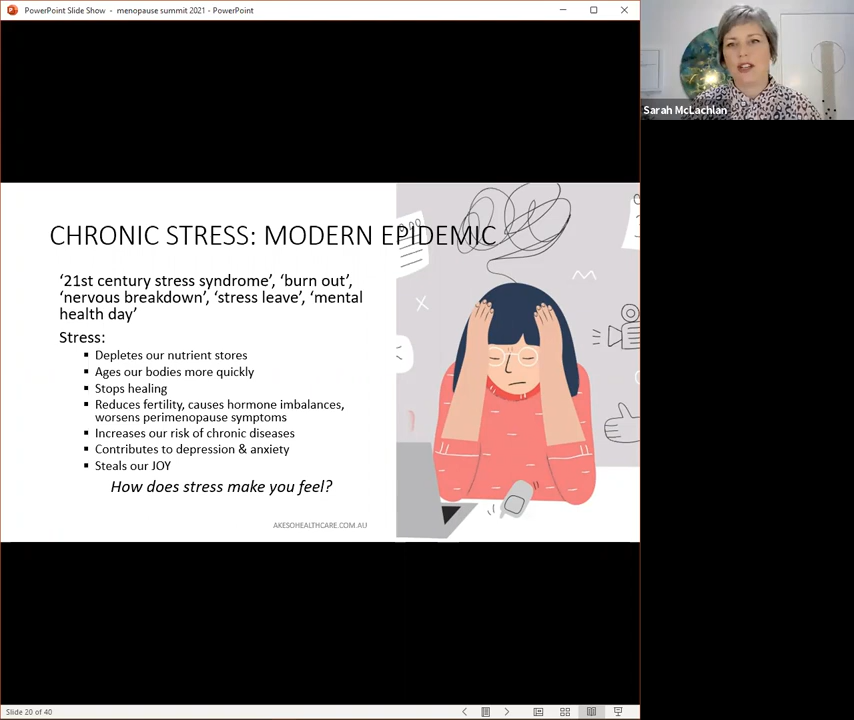 PowerPoint Slide Show - menopause summit 2021 - PowerPoint
Sarah McLachlan
CHRONIC STRESS: MODERN EPIDEMIC
‘21st century stress syndrome’, ‘burn out’,
‘nervous breakdown’, ‘stress leave’, ‘mental
health day’
Stress:
▪ Depletes our nutrient stores
▪ Ages our bodies more quickly
▪ Stops healing
▪ Reduces fertility, causes hormone imbalances,
worsens perimenopause symptoms
▪ Increases our risk of chronic diseases
▪ Contributes to depression & anxiety
▪ Steals our JOY
How does stress make you feel?
AKESOHEALTHCARE.COM.AU
Slide 20 of 40